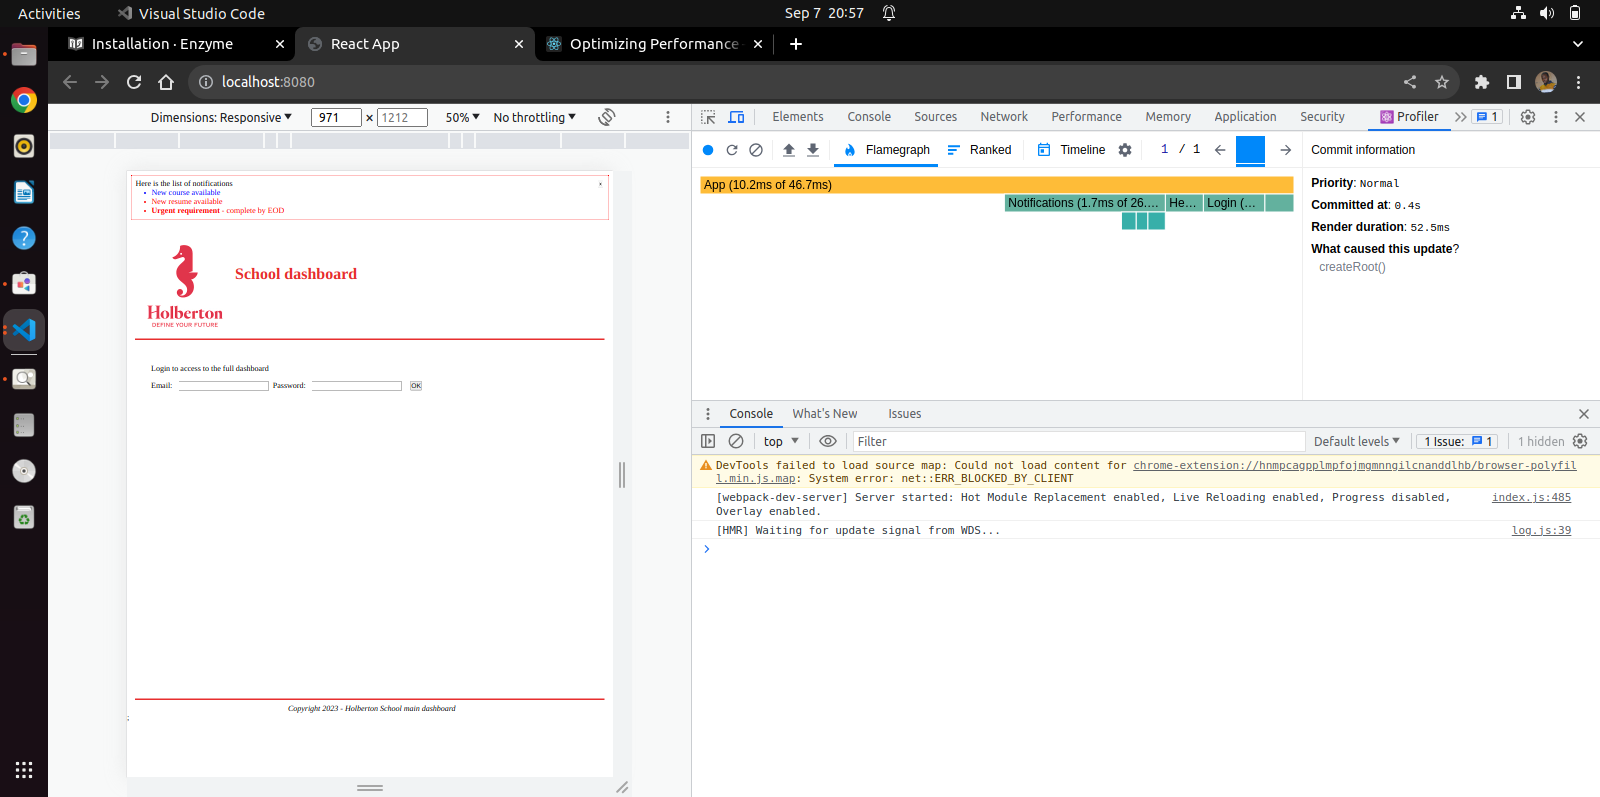 Activities
Visual Studio Code
Sep 7 20:57
Installation · Enzyme
React App
Optimizing Performance
localhost:8080
Dimensions: Responsive
971 × 1212
50%
No throttling
Elements
Console
Sources
Network
Performance
Memory
Application
Security
Profiler
1
Flamegraph
Ranked
Timeline
1 / 1
Commit information
App (10.2ms of 46.7ms)
Notifications (1.7ms of 26.…
He…
Login (…
Priority: Normal
Committed at: 0.4s
Render duration: 52.5ms
What caused this update?
createRoot()
Here is the list of notifications
x
New course available
New resume available
Urgent requirement - complete by EOD
School dashboard
Holberton
DEFINE YOUR FUTURE
Login to access to the full dashboard
Email:
Password:
OK
Copyright 2023 - Holberton School main dashboard
;
Console
What's New
Issues
top
Filter
Default levels
1 Issue: 1
1 hidden
DevTools failed to load source map: Could not load content for chrome-extension://hnmpcagpplmpfojmgmnngilcnanddlhb/browser-polyfil
l.min.js.map: System error: net::ERR_BLOCKED_BY_CLIENT
[webpack-dev-server] Server started: Hot Module Replacement enabled, Live Reloading enabled, Progress disabled, index.js:485
Overlay enabled.
[HMR] Waiting for update signal from WDS... log.js:39